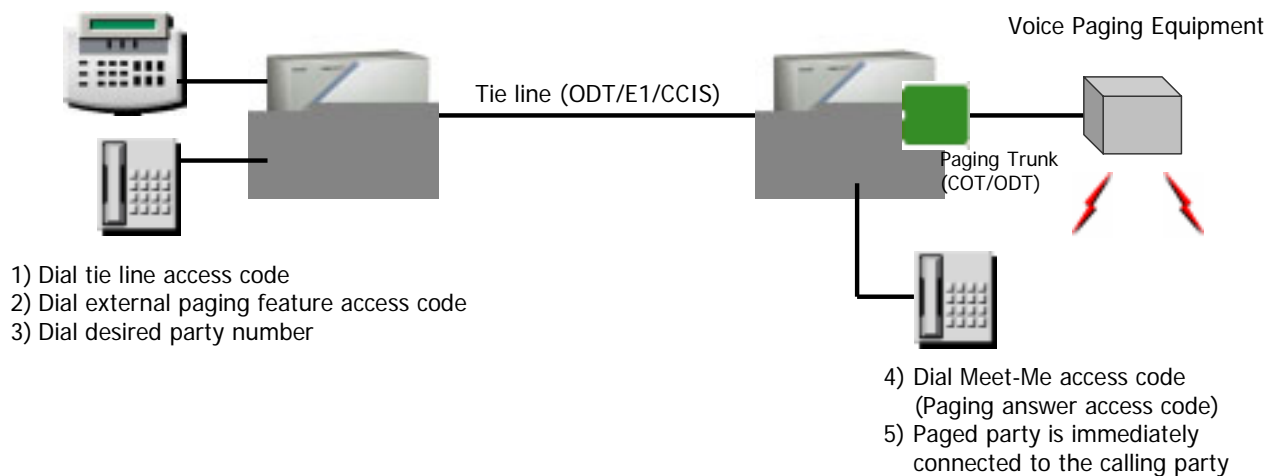 Voice Paging Equipment
Tie line (ODT/E1/CCIS)
Paging Trunk
(COT/ODT)
1) Dial tie line access code
2) Dial external paging feature access code
3) Dial desired party number
4) Dial Meet-Me access code
(Paging answer access code)
5) Paged party is immediately
connected to the calling party